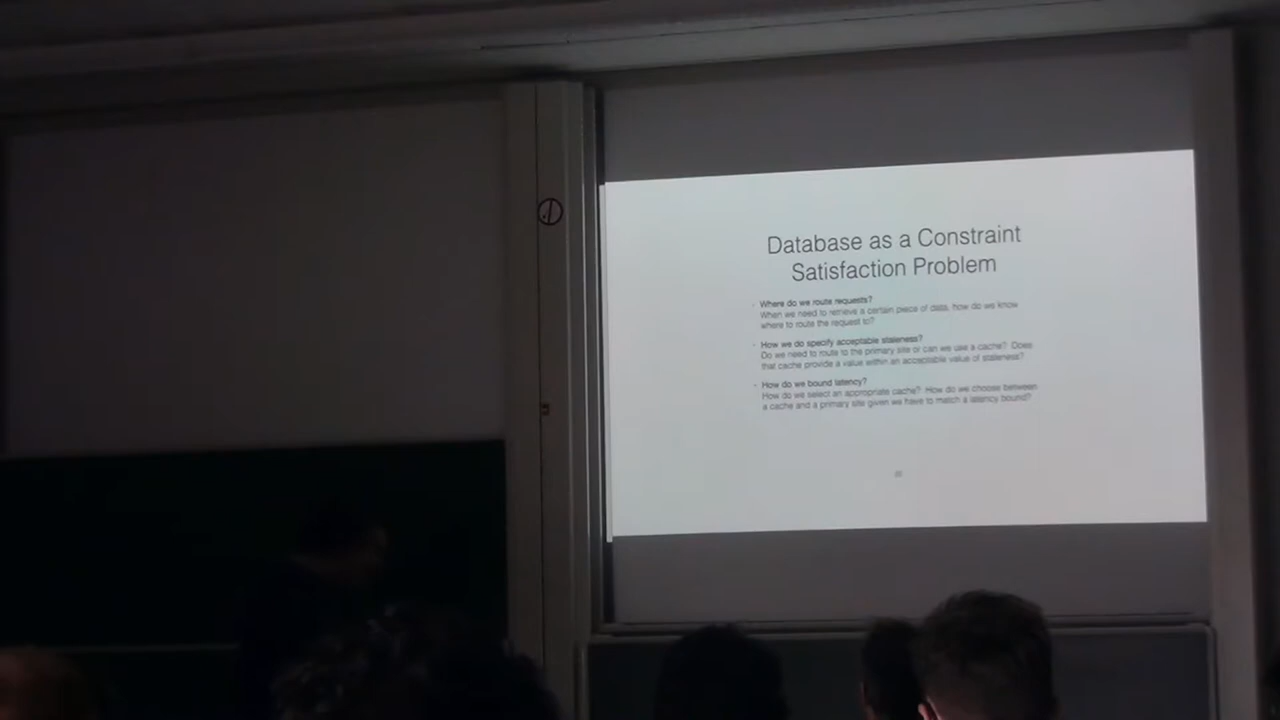 Database as a Constraint
Satisfaction Problem
Where do we route requests?
When we need to retrieve a certain piece of data, how do we know
where to route the request to?
How we do specify acceptable staleness?
Do we need to route to the primary site or can we use a cache? Does
that cache provide a value within an acceptable value of staleness?
How do we bound latency?
How do we select an appropriate cache? How do we choose between
a cache and a primary site given we have to match a latency bound?